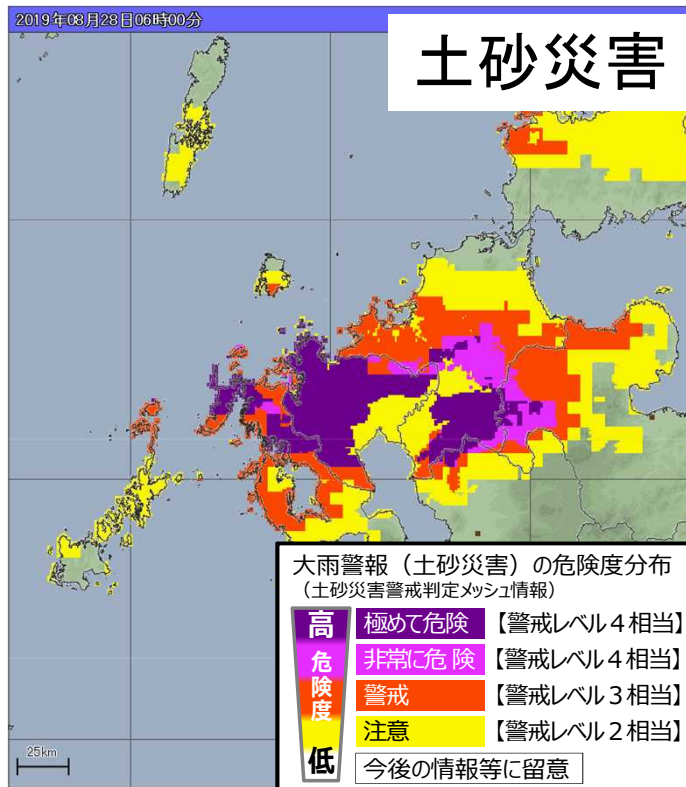 2019年08月28日06時00分
土砂災害
大雨警報（土砂災害）の危険度分布
（土砂災害警戒判定メッシュ情報）
高
危険度
低
極めて危険 【警戒レベル４相当】
非常に危険 【警戒レベル４相当】
警戒 【警戒レベル３相当】
注意 【警戒レベル２相当】
今後の情報等に留意
25km